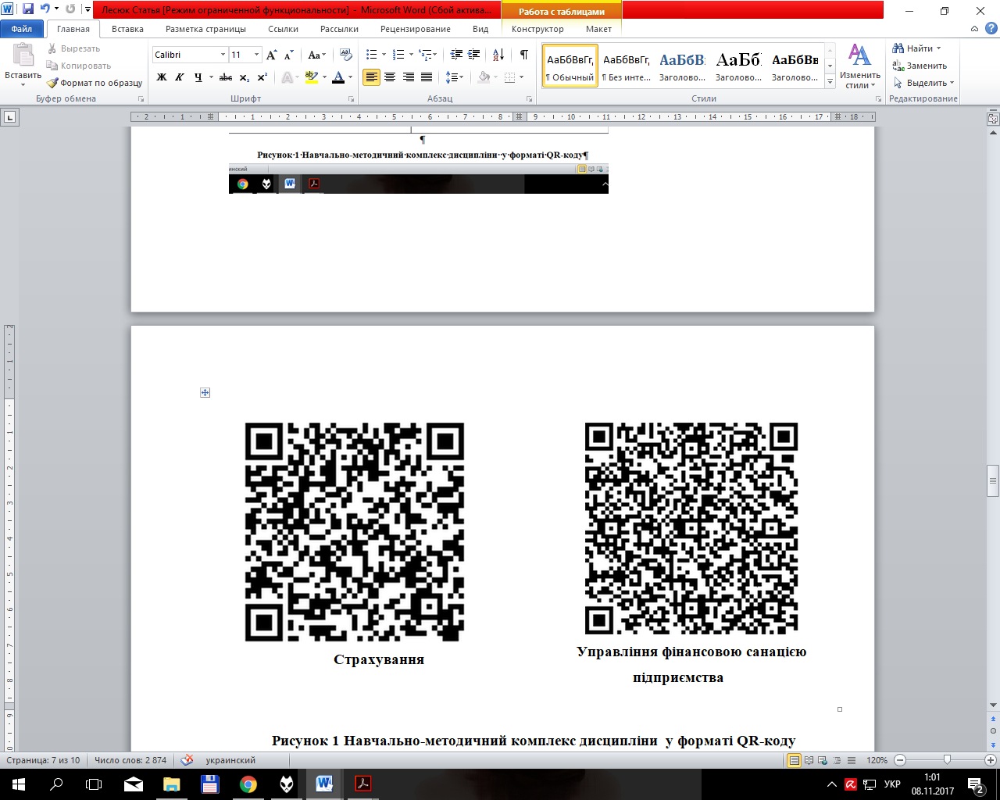 Лесюк Статья [Режим ограниченной функциональности] - Microsoft Word (Сбой актива...
Работа с таблицами
Файл Главная Вставка Разметка страницы Ссылки Рассылки Рецензирование Вид Конструктор Макет
Вставить
Вырезать
Копировать
Формат по образцу
Буфер обмена
Calibri 11
Ж К Ч abc x₂ x²
Шрифт
Абзац
АаБбВвГг, АаБбВвГг, АаБбВ АаБб АаБбВв
¶ Обычный ¶ Без инте... Заголово... Заголово... Заголово...
Стили
Изменить стили
Найти
Заменить
Выделить
Редактирование
2 1 1 2 3 4 5 6 7 8 9 10 11 12 13 14 15 16 17 18
¶
Рисунок·1·Навчально-методичний·комплекс·дисципліни··у·форматі·QR-коду¶
инский
Страхування
Управління фінансовою санацією
підприємства
Рисунок 1 Навчально-методичний комплекс дисципліни  у форматі QR-коду
Страница: 7 из 10 Число слов: 2 874 украинский 120%
УКР 1:01
08.11.2017
2